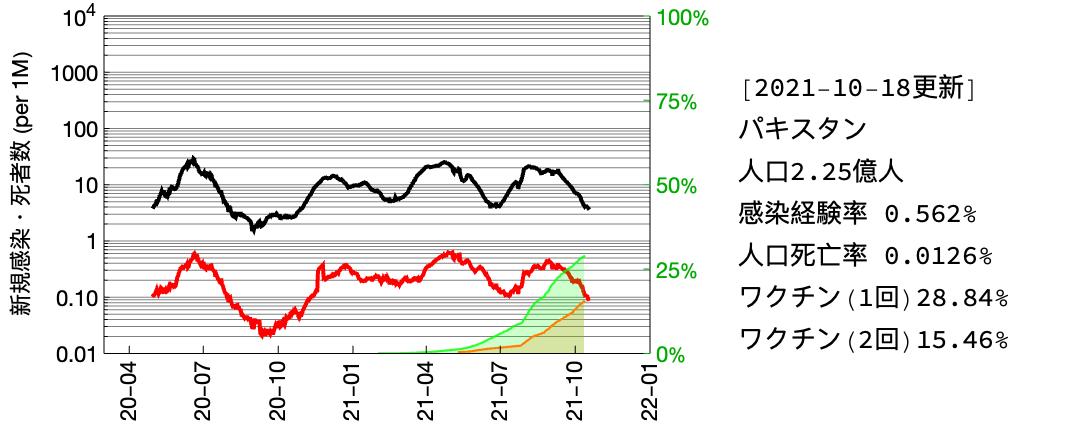 10^4
1000
100
10
1
0.10
0.01
新規感染・死者数 (per 1M)
100%
75%
50%
25%
0%
20-04
20-07
20-10
21-01
21-04
21-07
21-10
22-01
[2021-10-18更新]
パキスタン
人口2.25億人
感染経験率 0.562%
人口死亡率 0.0126%
ワクチン(1回)28.84%
ワクチン(2回)15.46%